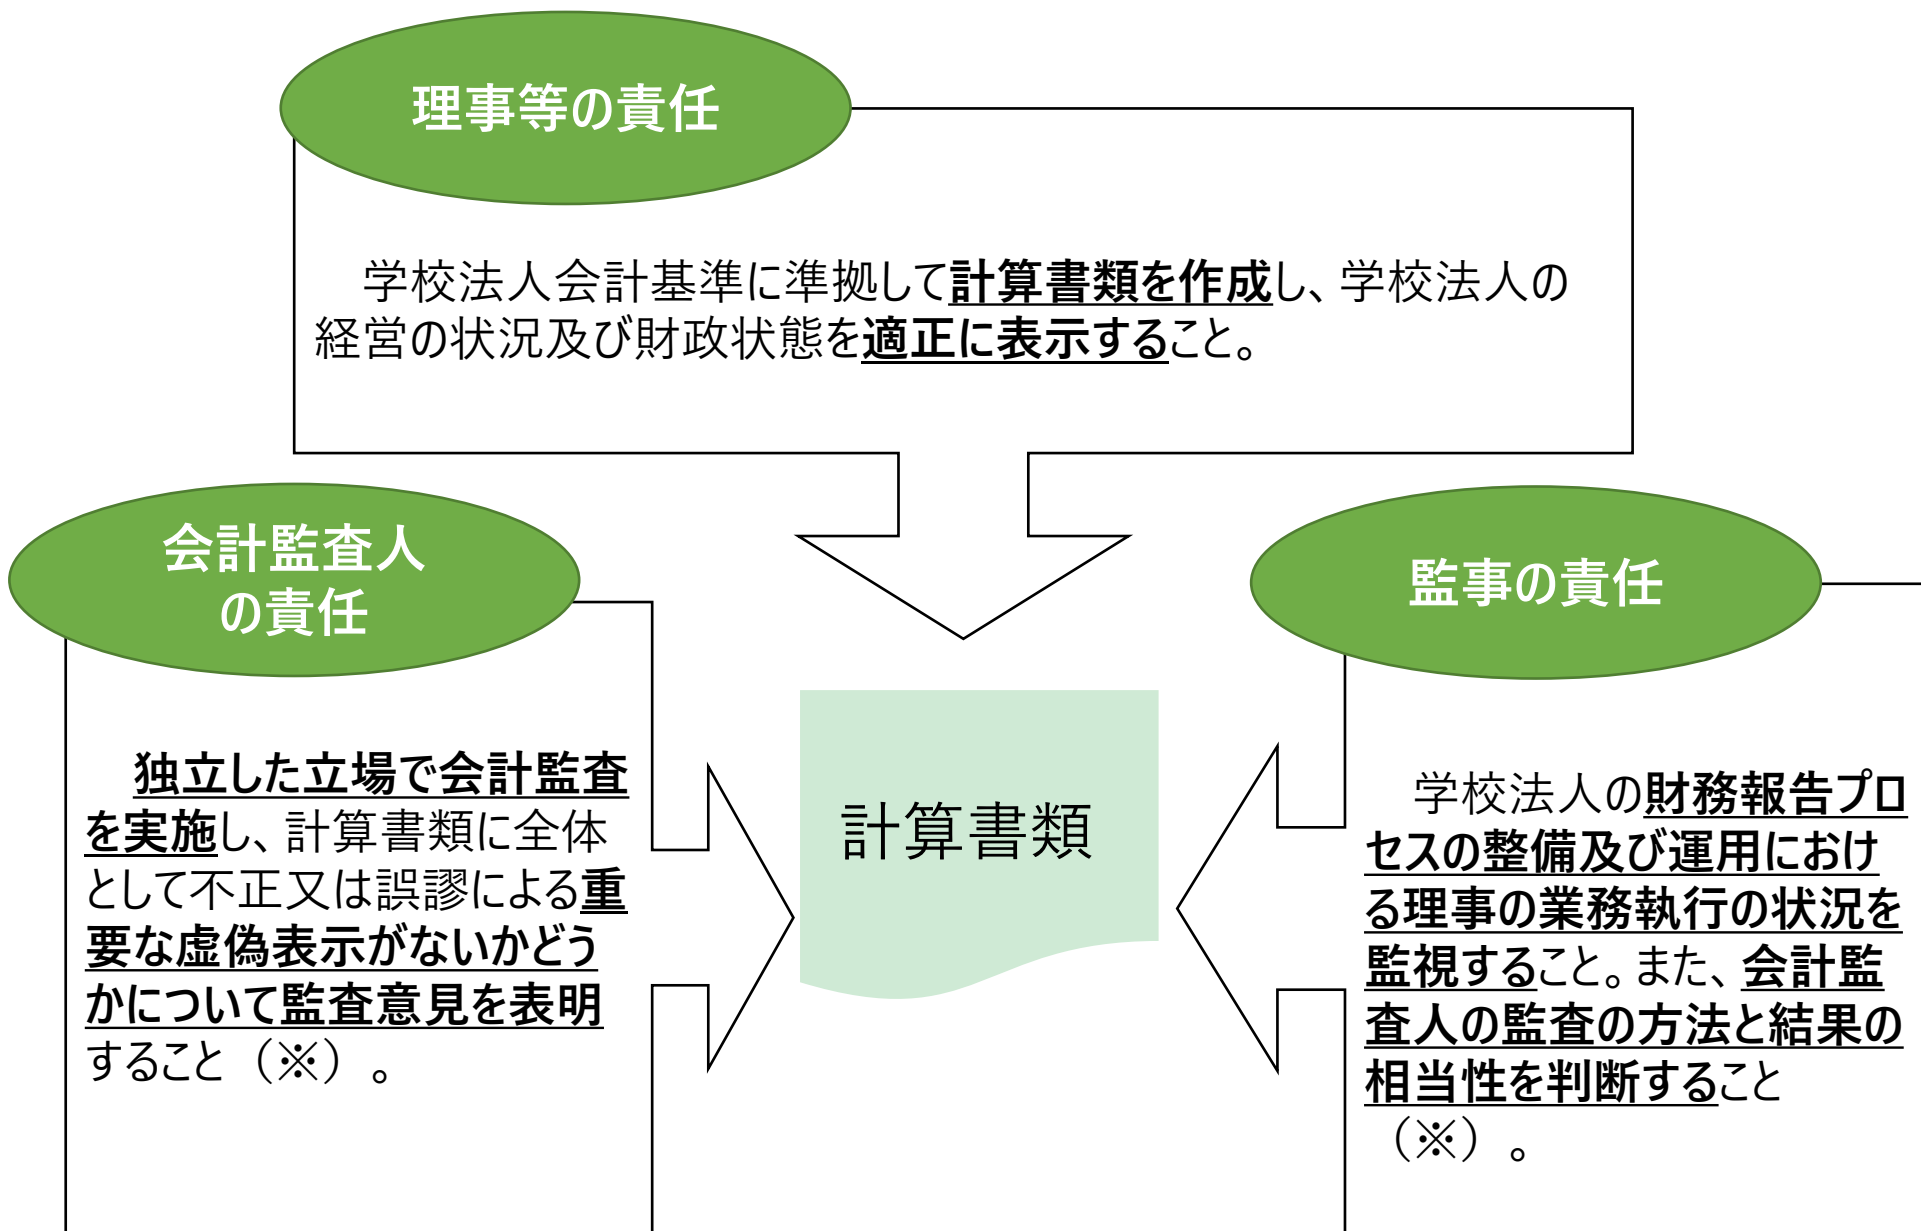 理事等の責任
学校法人会計基準に準拠して計算書類を作成し、学校法人の
経営の状況及び財政状態を適正に表示すること。
会計監査人
の責任
独立した立場で会計監査
を実施し、計算書類に全体
として不正又は誤謬による重
要な虚偽表示がないかどう
かについて監査意見を表明
すること（※）。
計算書類
監事の責任
学校法人の財務報告プロ
セスの整備及び運用におけ
る理事の業務執行の状況を
監視すること。また、会計監
査人の監査の方法と結果の
相当性を判断すること
（※）。